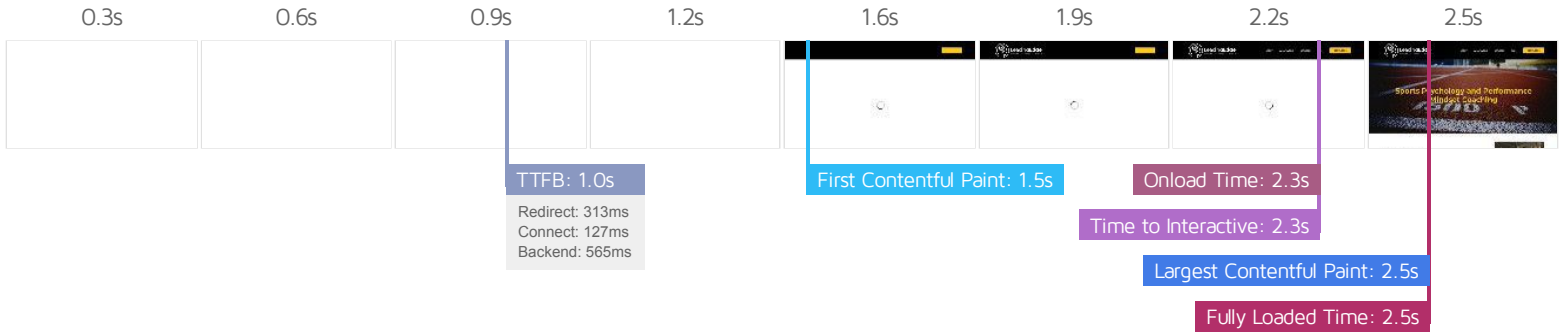 0.3s 0.6s 0.9s 1.2s 1.6s 1.9s 2.2s 2.5s
Sports Psychology and Performance
Mindset Coaching
TTFB: 1.0s
Redirect: 313ms
Connect: 127ms
Backend: 565ms
First Contentful Paint: 1.5s
Onload Time: 2.3s
Time to Interactive: 2.3s
Largest Contentful Paint: 2.5s
Fully Loaded Time: 2.5s